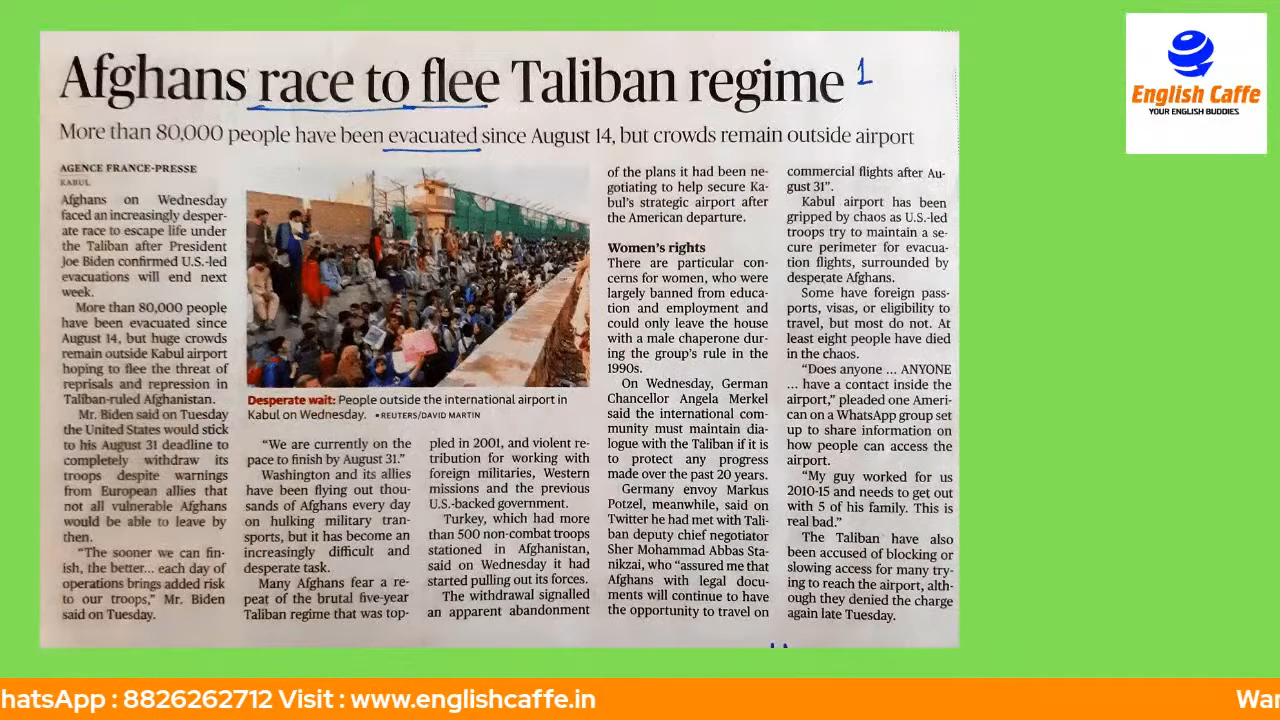 Afghans race to flee Taliban regime 1
More than 80,000 people have been evacuated since August 14, but crowds remain outside airport
AGENCE FRANCE-PRESSE
KABUL
Afghans on Wednesday
faced an increasingly desper-
ate race to escape life under
the Taliban after President
Joe Biden confirmed U.S.-led
evacuations will end next
week.
More than 80,000 people
have been evacuated since
August 14, but huge crowds
remain outside Kabul airport
hoping to flee the threat of
reprisals and repression in
Taliban-ruled Afghanistan.
Mr. Biden said on Tuesday
the United States would stick
to his August 31 deadline to
completely withdraw its
troops despite warnings
from European allies that
not all vulnerable Afghans
would be able to leave by
then.
“The sooner we can fin-
ish, the better... each day of
operations brings added risk
to our troops,” Mr. Biden
said on Tuesday.
Desperate wait: People outside the international airport in
Kabul on Wednesday. • REUTERS/DAVID MARTIN
“We are currently on the
pace to finish by August 31.”
Washington and its allies
have been flying out thou-
sands of Afghans every day
on hulking military tran-
sports, but it has become an
increasingly difficult and
desperate task.
Many Afghans fear a re-
peat of the brutal five-year
Taliban regime that was top-
pled in 2001, and violent re-
tribution for working with
foreign militaries, Western
missions and the previous
U.S.-backed government.
Turkey, which had more
than 500 non-combat troops
stationed in Afghanistan,
said on Wednesday it had
started pulling out its forces.
The withdrawal signalled
an apparent abandonment
of the plans it had been ne-
gotiating to help secure Ka-
bul's strategic airport after
the American departure.
Women's rights
There are particular con-
cerns for women, who were
largely banned from educa-
tion and employment and
could only leave the house
with a male chaperone dur-
ing the group's rule in the
1990s.
On Wednesday, German
Chancellor Angela Merkel
said the international com-
munity must maintain dia-
logue with the Taliban if it is
to protect any progress
made over the past 20 years.
Germany envoy Markus
Potzel, meanwhile, said on
Twitter he had met with Tali-
ban deputy chief negotiator
Sher Mohammad Abbas Sta-
nikzai, who “assured me that
Afghans with legal docu-
ments will continue to have
the opportunity to travel on
commercial flights after Au-
gust 31”.
Kabul airport has been
gripped by chaos as U.S.-led
troops try to maintain a se-
cure perimeter for evacua-
tion flights, surrounded by
desperate Afghans.
Some have foreign pass-
ports, visas, or eligibility to
travel, but most do not. At
least eight people have died
in the chaos.
“Does anyone ... ANYONE
... have a contact inside the
airport,” pleaded one Ameri-
can on a WhatsApp group set
up to share information on
how people can access the
airport.
“My guy worked for us
2010-15 and needs to get out
with 5 of his family. This is
real bad.”
The Taliban have also
been accused of blocking or
slowing access for many try-
ing to reach the airport, alth-
ough they denied the charge
again late Tuesday.
English Caffe
YOUR ENGLISH BUDDIES
hatsApp : 8826262712 Visit : www.englishcaffe.in